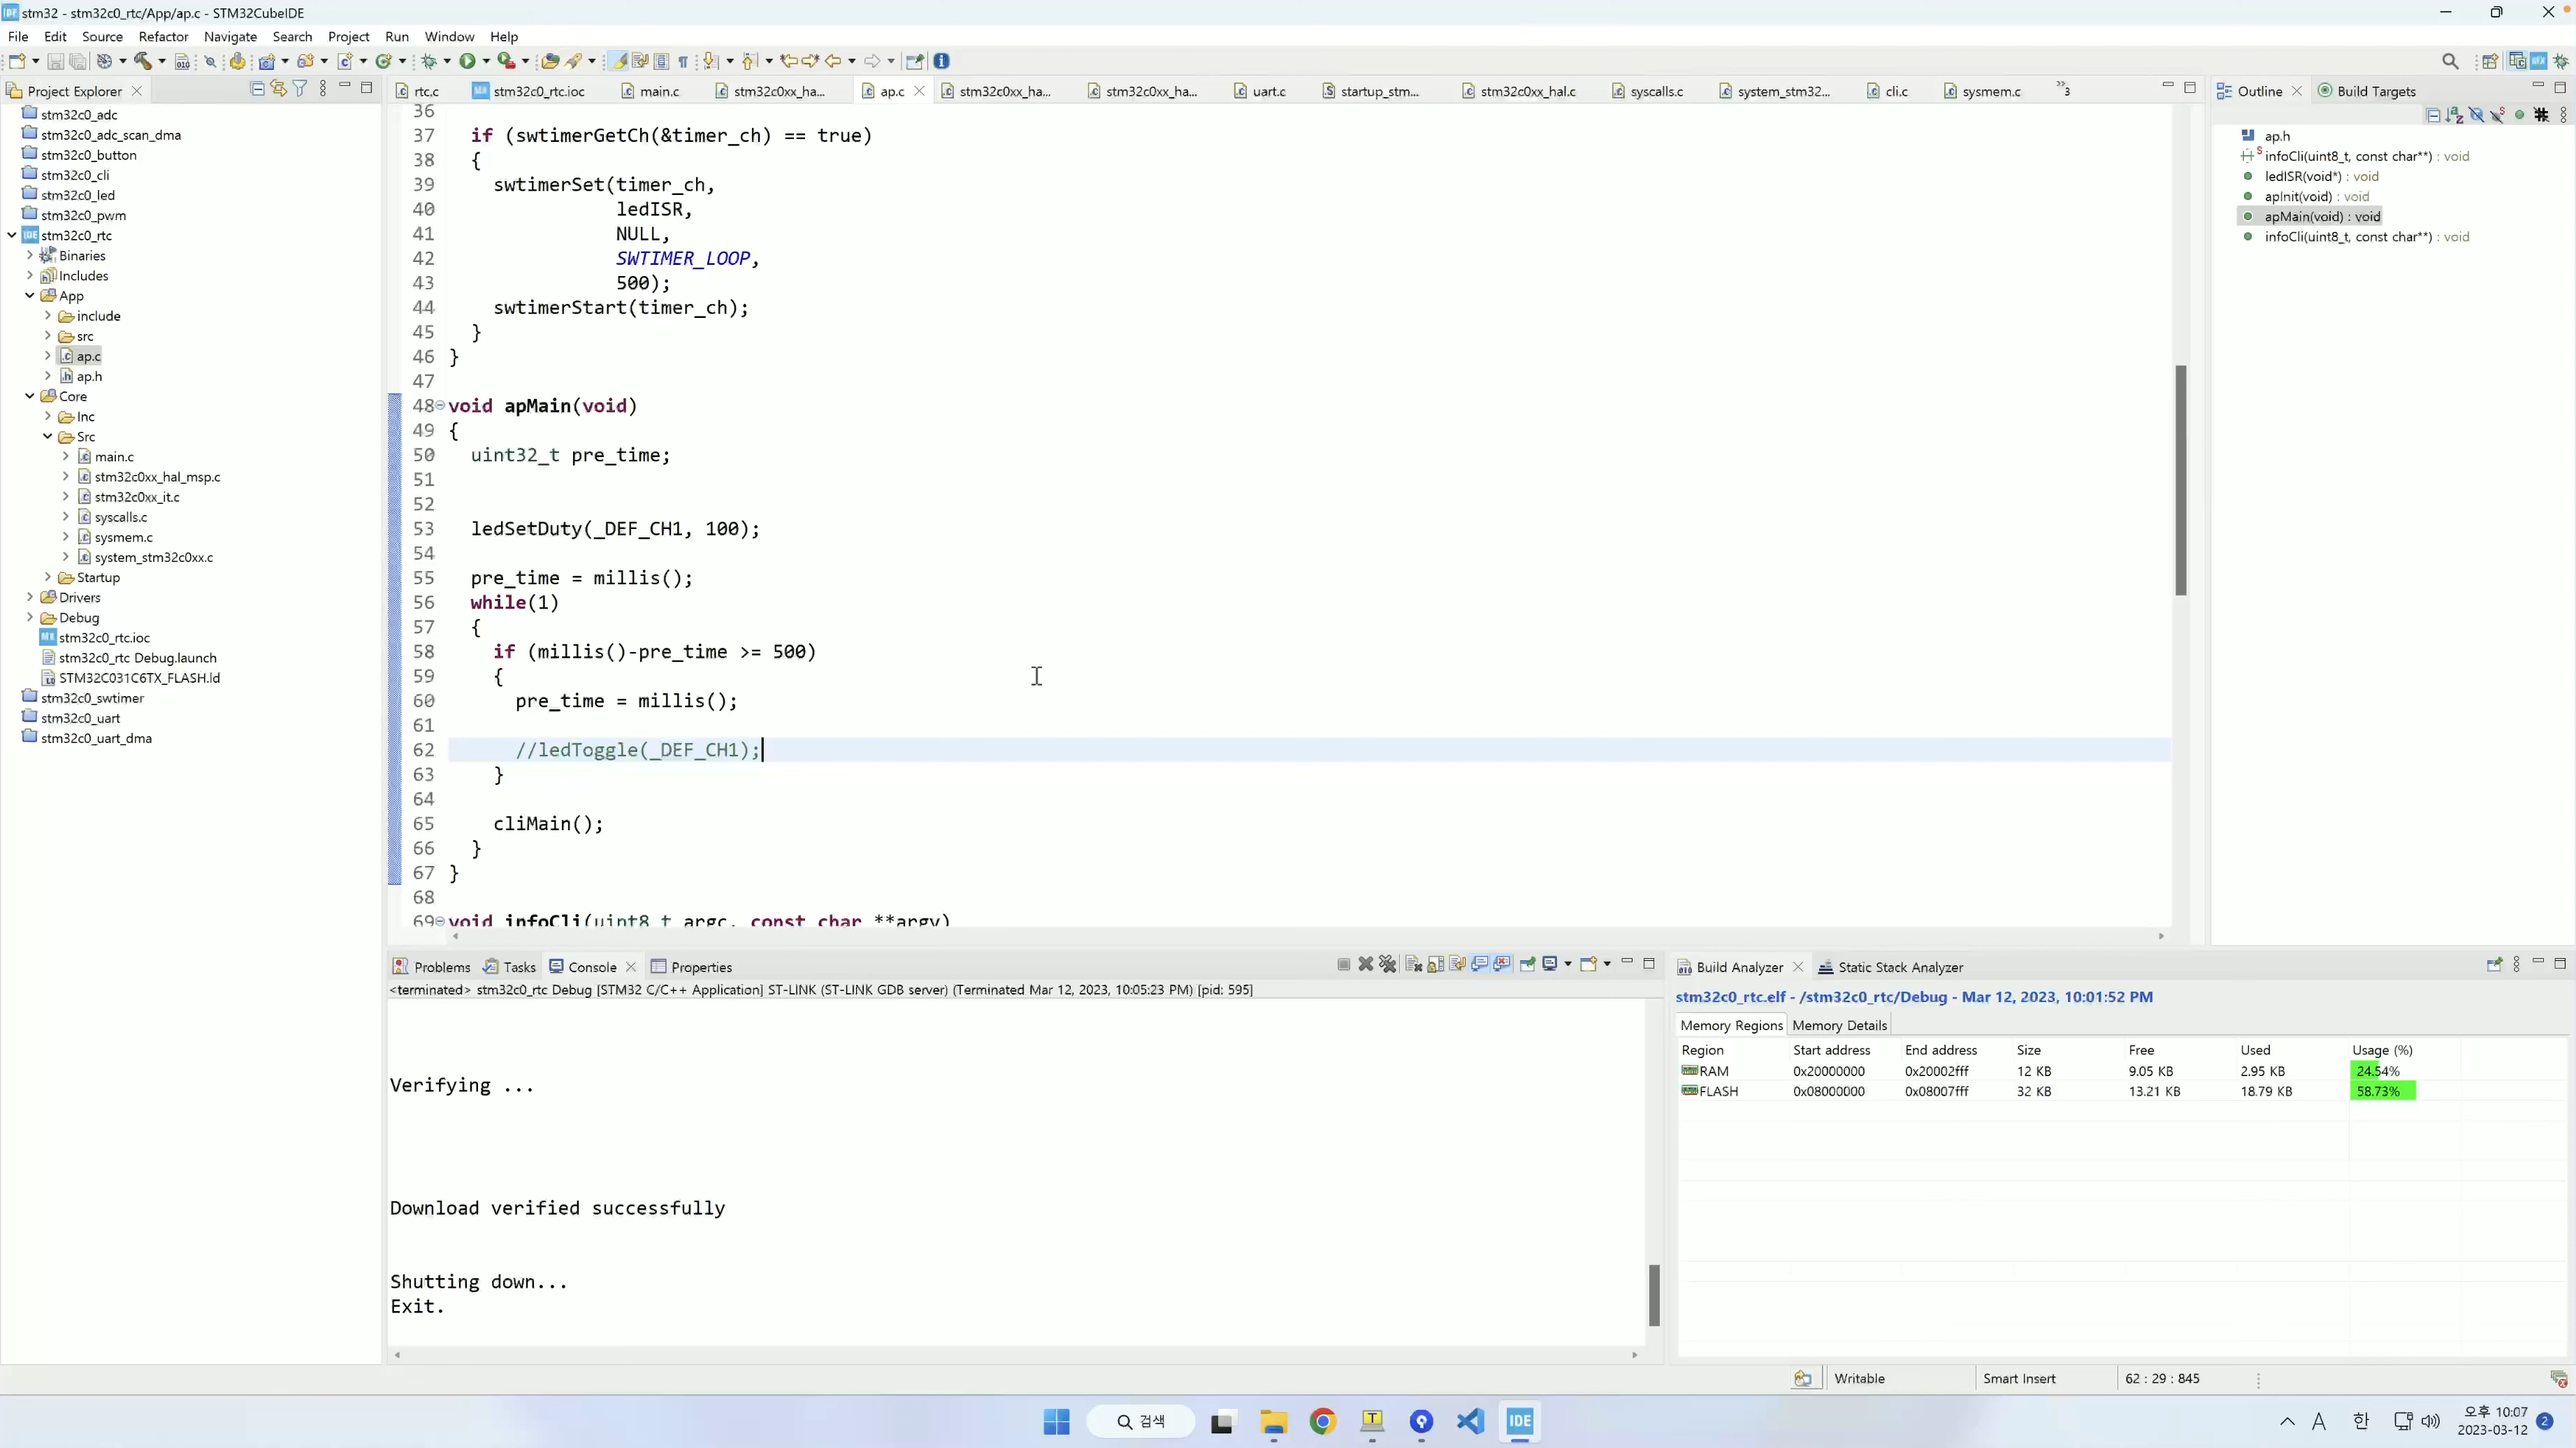 stm32 - stm32c0_rtc/App/ap.c - STM32CubeIDE
File Edit Source Refactor Navigate Search Project Run Window Help
Project Explorer
stm32c0_adc
stm32c0_adc_scan_dma
stm32c0_button
stm32c0_cli
stm32c0_led
stm32c0_pwm
stm32c0_rtc
Binaries
Includes
App
include
src
ap.c
ap.h
Core
Inc
Src
main.c
stm32c0xx_hal_msp.c
stm32c0xx_it.c
syscalls.c
sysmem.c
system_stm32c0xx.c
Startup
Drivers
Debug
stm32c0_rtc.ioc
stm32c0_rtc Debug.launch
STM32C031C6TX_FLASH.ld
stm32c0_swtimer
stm32c0_uart
stm32c0_uart_dma
rtc.c stm32c0_rtc.ioc main.c stm32c0xx_ha... ap.c stm32c0xx_ha... stm32c0xx_ha... uart.c startup_stm... stm32c0xx_hal.c syscalls.c system_stm32... cli.c sysmem.c »3
36
37 if (swtimerGetCh(&timer_ch) == true)
38 {
39 swtimerSet(timer_ch,
40 ledISR,
41 NULL,
42 SWTIMER_LOOP,
43 500);
44 swtimerStart(timer_ch);
45 }
46 }
47
48 void apMain(void)
49 {
50 uint32_t pre_time;
51
52
53 ledSetDuty(_DEF_CH1, 100);
54
55 pre_time = millis();
56 while(1)
57 {
58 if (millis()-pre_time >= 500)
59 {
60 pre_time = millis();
61
62 //ledToggle(_DEF_CH1);
63 }
64
65 cliMain();
66 }
67 }
68
69 void infoCli(uint8_t argc, const char **argv)
Outline Build Targets
ap.h
infoCli(uint8_t, const char**) : void
ledISR(void*) : void
apInit(void) : void
apMain(void) : void
infoCli(uint8_t, const char**) : void
Problems Tasks Console Properties
<terminated> stm32c0_rtc Debug [STM32 C/C++ Application] ST-LINK (ST-LINK GDB server) (Terminated Mar 12, 2023, 10:05:23 PM) [pid: 595]
Verifying ...
Download verified successfully
Shutting down...
Exit.
Build Analyzer Static Stack Analyzer
stm32c0_rtc.elf - /stm32c0_rtc/Debug - Mar 12, 2023, 10:01:52 PM
Memory Regions Memory Details
Region Start address End address Size Free Used Usage (%)
RAM 0x20000000 0x20002fff 12 KB 9.05 KB 2.95 KB 24.54%
FLASH 0x08000000 0x08007fff 32 KB 13.21 KB 18.79 KB 58.73%
Writable Smart Insert 62 : 29 : 845
검색
IDE
A 한 오후 10:07
2023-03-12 2